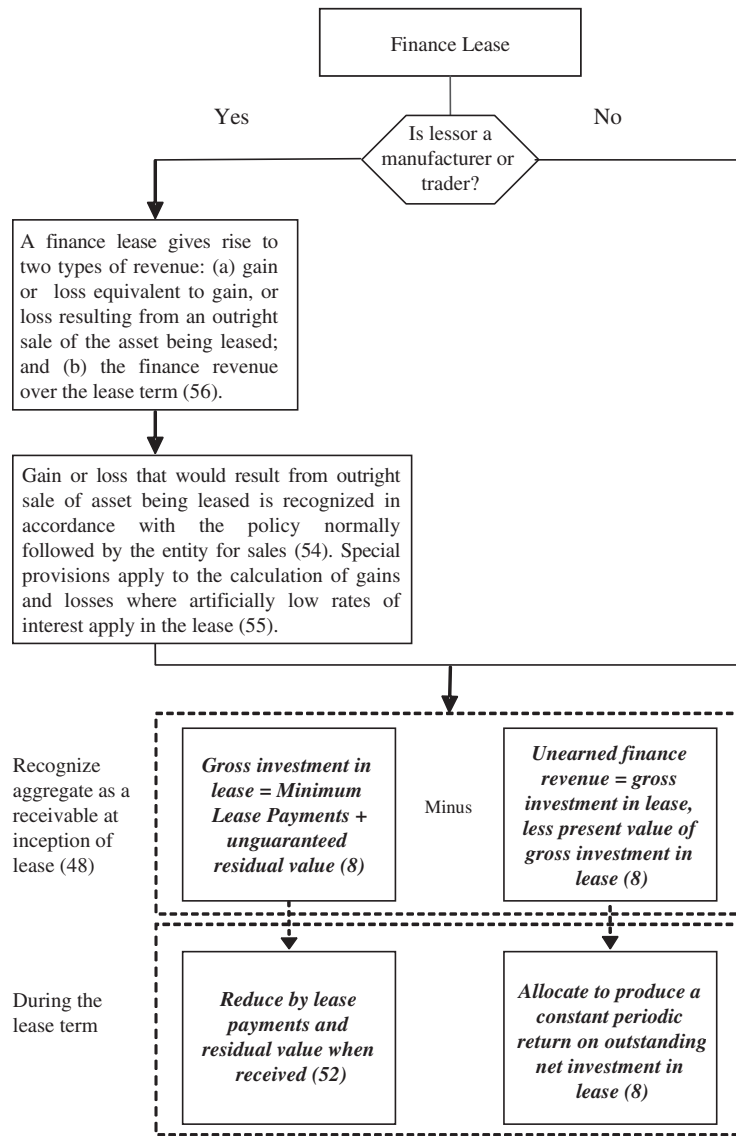 Finance Lease
Yes
No
Is lessor a
manufacturer or
trader?
A finance lease gives rise to
two types of revenue: (a) gain
or loss equivalent to gain, or
loss resulting from an outright
sale of the asset being leased;
and (b) the finance revenue
over the lease term (56).
Gain or loss that would result from outright
sale of asset being leased is recognized in
accordance with the policy normally
followed by the entity for sales (54). Special
provisions apply to the calculation of gains
and losses where artificially low rates of
interest apply in the lease (55).
Recognize
aggregate as a
receivable at
inception of
lease (48)
Gross investment in
lease = Minimum
Lease Payments +
unguaranteed
residual value (8)
Minus
Unearned finance
revenue = gross
investment in lease,
less present value of
gross investment in
lease (8)
During the
lease term
Reduce by lease
payments and
residual value when
received (52)
Allocate to produce a
constant periodic
return on outstanding
net investment in
lease (8)